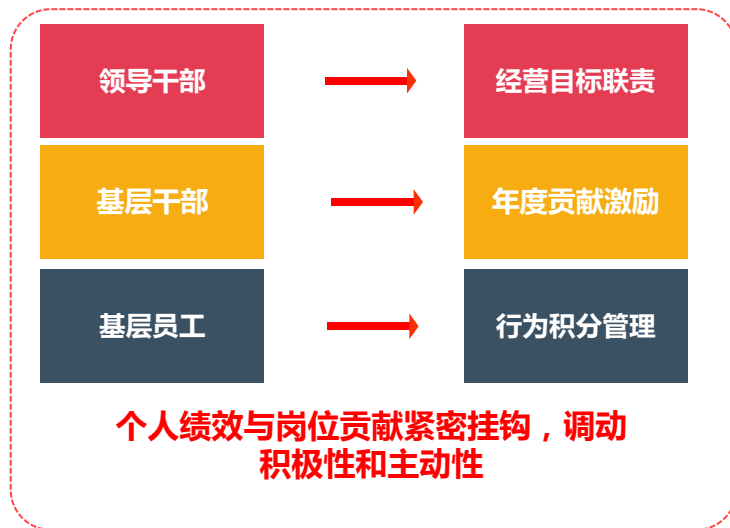 领导干部
经营目标联责
基层干部
年度贡献激励
基层员工
行为积分管理
个人绩效与岗位贡献紧密挂钩，调动
积极性和主动性